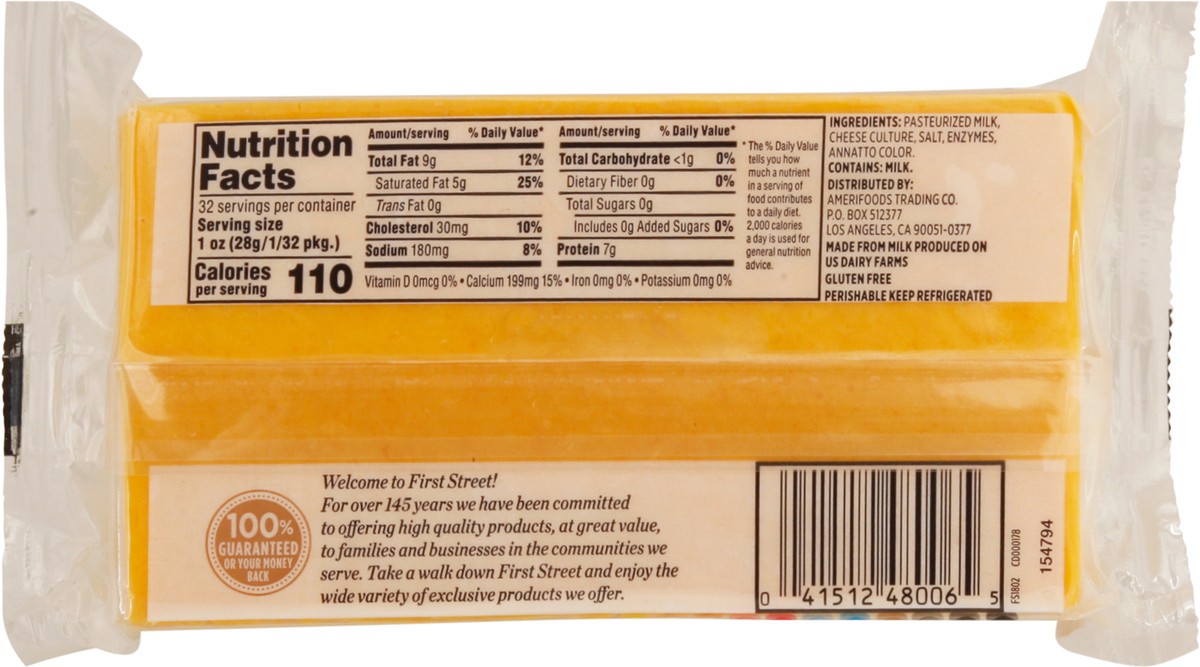 Nutrition
Facts
32 servings per container
Serving size
1 oz (28g/1/32 pkg.)
Calories
per serving
110
Amount/serving % Daily Value*
Total Fat 9g 12%
Saturated Fat 5g 25%
Trans Fat 0g
Cholesterol 30mg 10%
Sodium 180mg 8%
Amount/serving % Daily Value*
Total Carbohydrate <1g 0%
Dietary Fiber 0g 0%
Total Sugars 0g
Includes 0g Added Sugars 0%
Protein 7g
Vitamin D 0mcg 0% • Calcium 199mg 15% • Iron 0mg 0% • Potassium 0mg 0%
* The % Daily Value
tells you how
much a nutrient
in a serving of
food contributes
to a daily diet.
2,000 calories
a day is used for
general nutrition
advice.
INGREDIENTS: PASTEURIZED MILK,
CHEESE CULTURE, SALT, ENZYMES,
ANNATTO COLOR.
CONTAINS: MILK.
DISTRIBUTED BY:
AMERIFOODS TRADING CO.
P.O. BOX 512377
LOS ANGELES, CA 90051-0377
MADE FROM MILK PRODUCED ON
US DAIRY FARMS
GLUTEN FREE
PERISHABLE KEEP REFRIGERATED
100%
GUARANTEED
OR YOUR MONEY
BACK
Welcome to First Street!
For over 145 years we have been committed
to offering high quality products, at great value,
to families and businesses in the communities we
serve. Take a walk down First Street and enjoy the
wide variety of exclusive products we offer.
0 41512 48006 5
FS1802 CD000178
154794